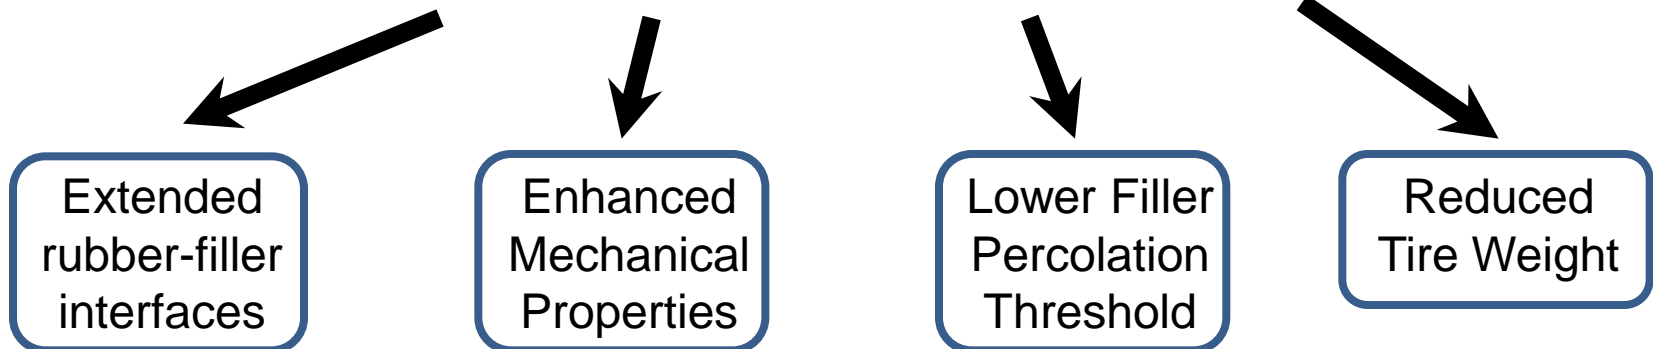 Extended
rubber-filler
interfaces
Enhanced
Mechanical
Properties
Lower Filler
Percolation
Threshold
Reduced
Tire Weight